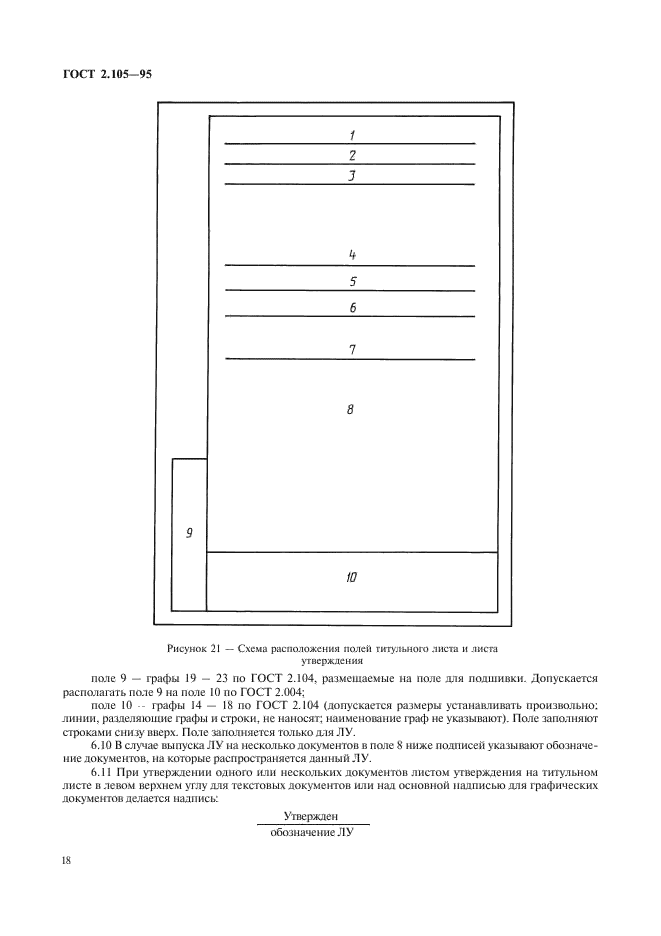 ГОСТ 2.105—95
1
2
3
4
5
6
7
8
9
10
Рисунок 21 — Схема расположения полей титульного листа и листа
утверждения
поле 9 — графы 19 — 23 по ГОСТ 2.104, размещаемые на поле для подшивки. Допускается
располагать поле 9 на поле 10 по ГОСТ 2.004;
поле 10 -- графы 14 — 18 по ГОСТ 2.104 (допускается размеры устанавливать произвольно;
линии, разделяющие графы и строки, не наносят; наименование граф не указывают). Поле заполняют
строками снизу вверх. Поле заполняется только для ЛУ.
6.10 В случае выпуска ЛУ на несколько документов в поле 8 ниже подписей указывают обозначе-
ние документов, на которые распространяется данный ЛУ.
6.11 При утверждении одного или нескольких документов листом утверждения на титульном
листе в левом верхнем углу для текстовых документов или над основной надписью для графических
документов делается надпись:
Утвержден
обозначение ЛУ
18